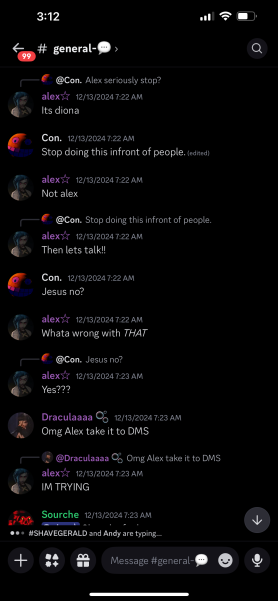 3:12
99
# general-💬 ›
@Con. Alex seriously stop?
alex☆ 12/13/2024 7:22 AM
Its diona
Con. 12/13/2024 7:22 AM
Stop doing this infront of people. (edited)
alex☆ 12/13/2024 7:22 AM
Not alex
@Con. Stop doing this infront of people.
alex☆ 12/13/2024 7:22 AM
Then lets talk!!
Con. 12/13/2024 7:22 AM
Jesus no?
alex☆ 12/13/2024 7:22 AM
Whata wrong with THAT
@Con. Jesus no?
alex☆ 12/13/2024 7:23 AM
Yes???
Draculaaaa 12/13/2024 7:23 AM
Omg Alex take it to DMS
@Draculaaaa Omg Alex take it to DMS
alex☆ 12/13/2024 7:23 AM
IM TRYING
Sourche 12/13/2024 7:23 AM
#SHAVEGERALD and Andy are typing...
Message #general-💬